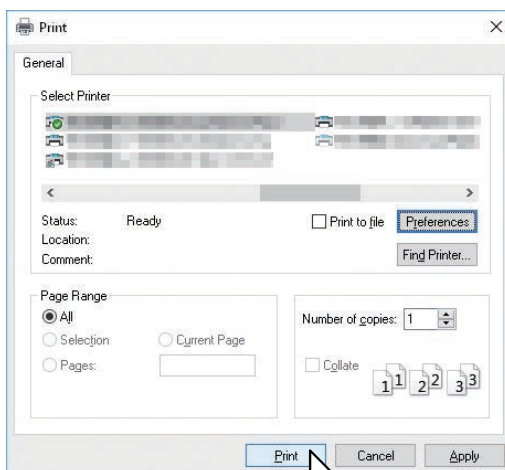 Print
General
Select Printer
Status: Ready
Print to file
Preferences
Location:
Comment:
Find Printer...
Page Range
All
Selection
Current Page
Pages:
Number of copies: 1
Collate
1 1 2 2 3 3
Print
Cancel
Apply